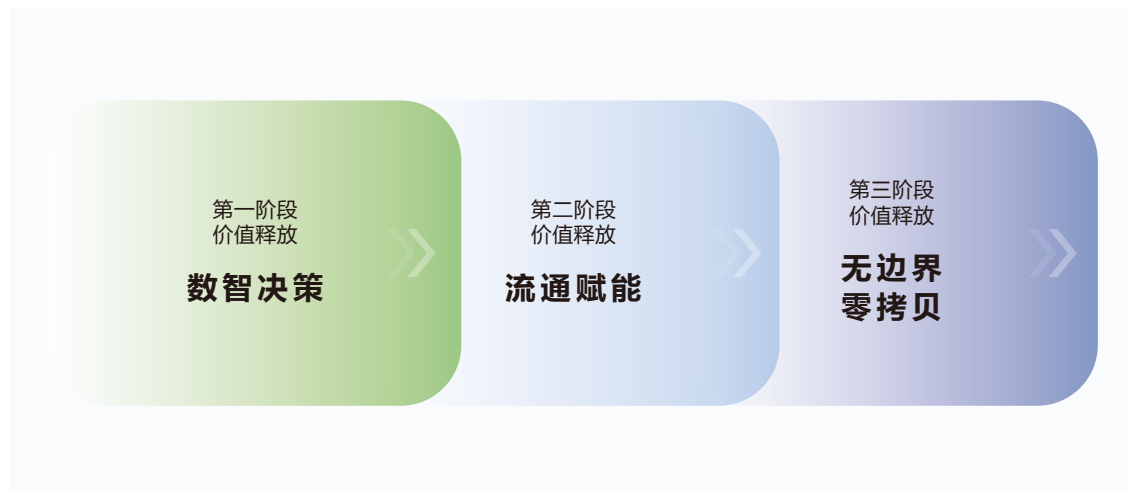 第一阶段
价值释放
数智决策
第二阶段
价值释放
流通赋能
第三阶段
价值释放
无边界
零拷贝